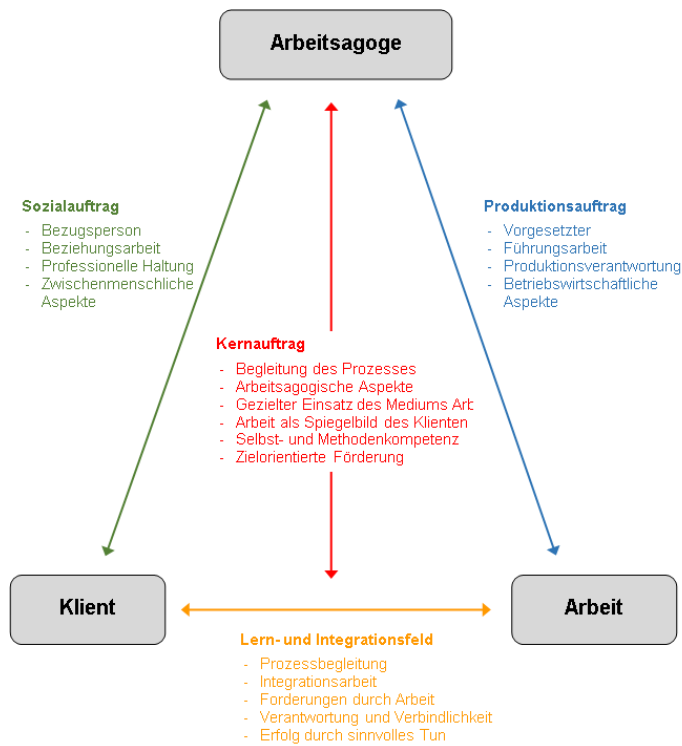 Arbeitsagoge
Sozialauftrag
- Bezugsperson
- Beziehungsarbeit
- Professionelle Haltung
- Zwischenmenschliche
Aspekte
Produktionsauftrag
- Vorgesetzter
- Führungsarbeit
- Produktionsverantwortung
- Betriebswirtschaftliche
Aspekte
Kernauftrag
- Begleitung des Prozesses
- Arbeitsagogische Aspekte
- Gezielter Einsatz des Mediums Art
- Arbeit als Spiegelbild des Klienten
- Selbst- und Methodenkompetenz
- Zielorientierte Förderung
Klient
Arbeit
Lern- und Integrationsfeld
- Prozessbegleitung
- Integrationsarbeit
- Forderungen durch Arbeit
- Verantwortung und Verbindlichkeit
- Erfolg durch sinnvolles Tun